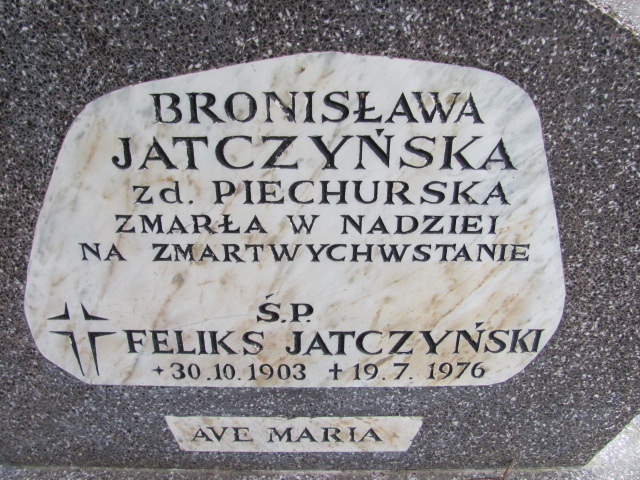 BRONISŁAWA
JATCZYŃSKA
zd. PIECHURSKA
ZMARŁA W NADZIEI
NA ZMARTWYCHWSTANIE
Ś.P.
FELIKS JATCZYŃSKI
*30.10.1903 †19.7.1976
AVE MARIA